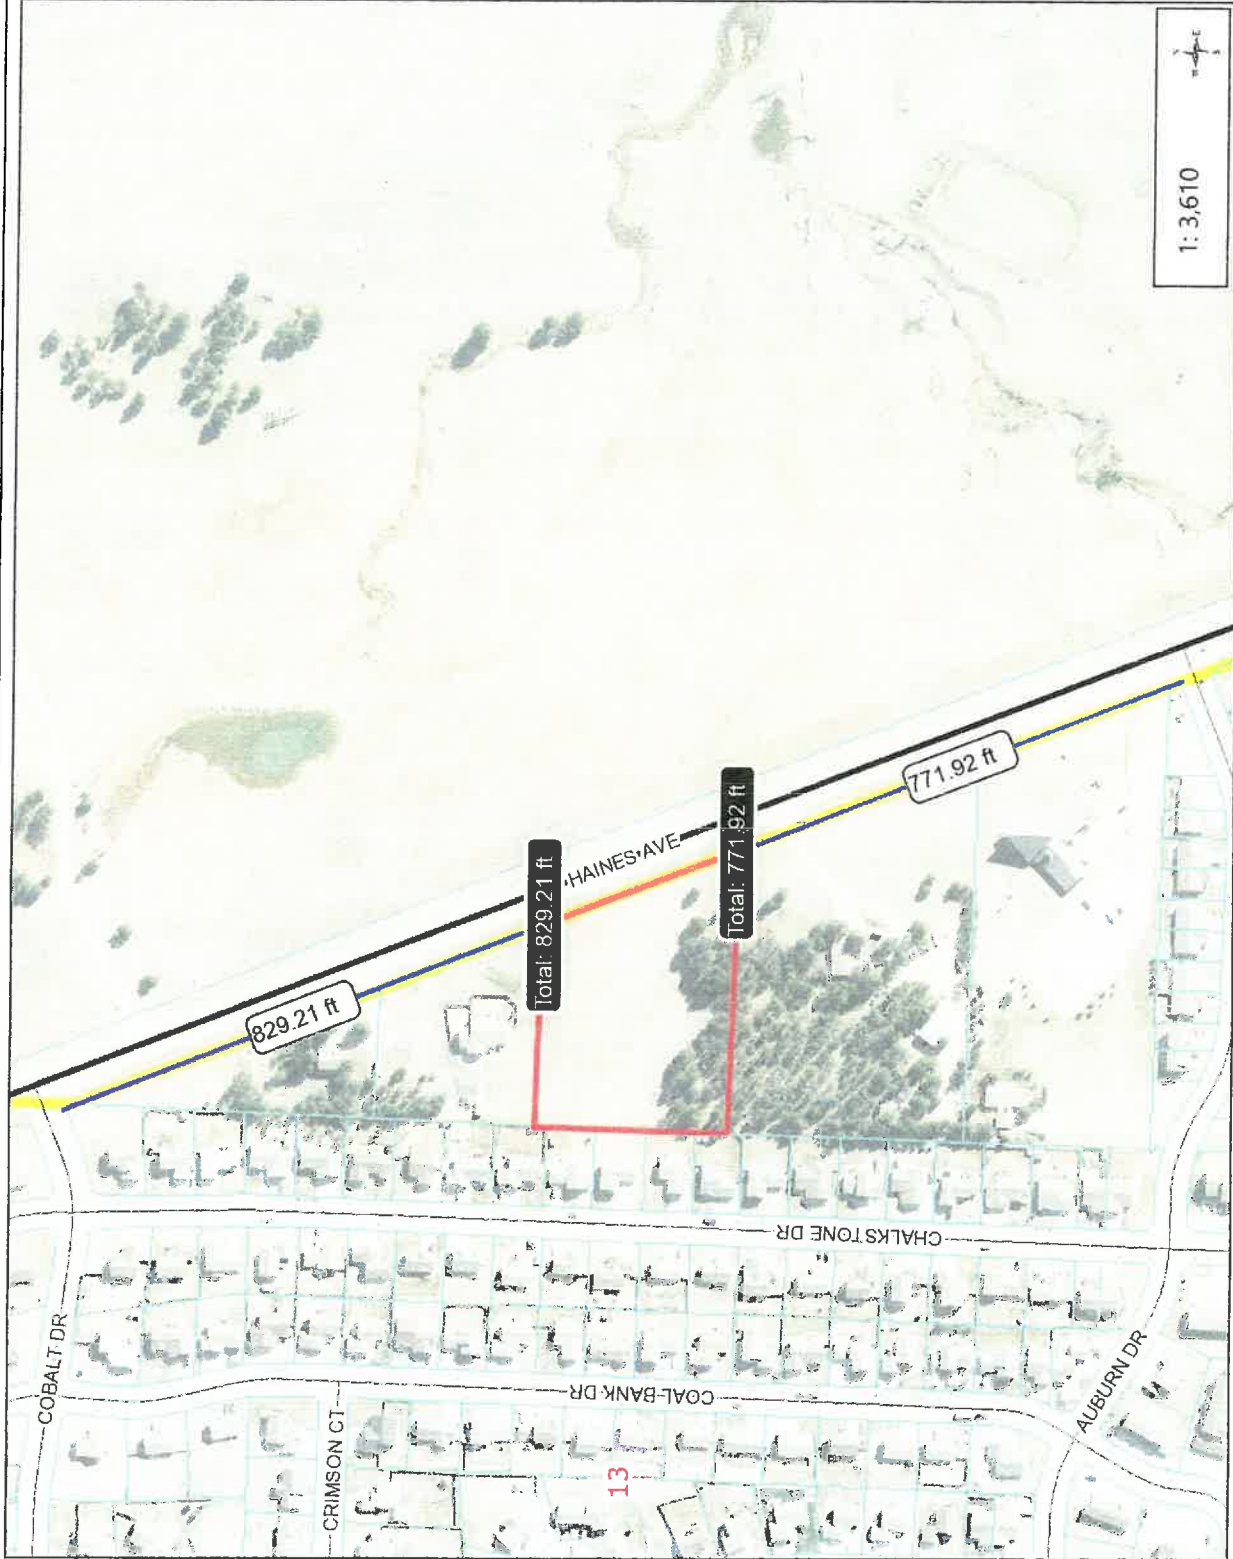 1: 3,610
N
W
E
S
HAINES AVE
Total: 829.21 ft
Total: 771.92 ft
829.21 ft
771.92 ft
CHALKSTONE DR
COBALT DR
COAL BANK DR
CRIMSON CT
AUBURN DR
13